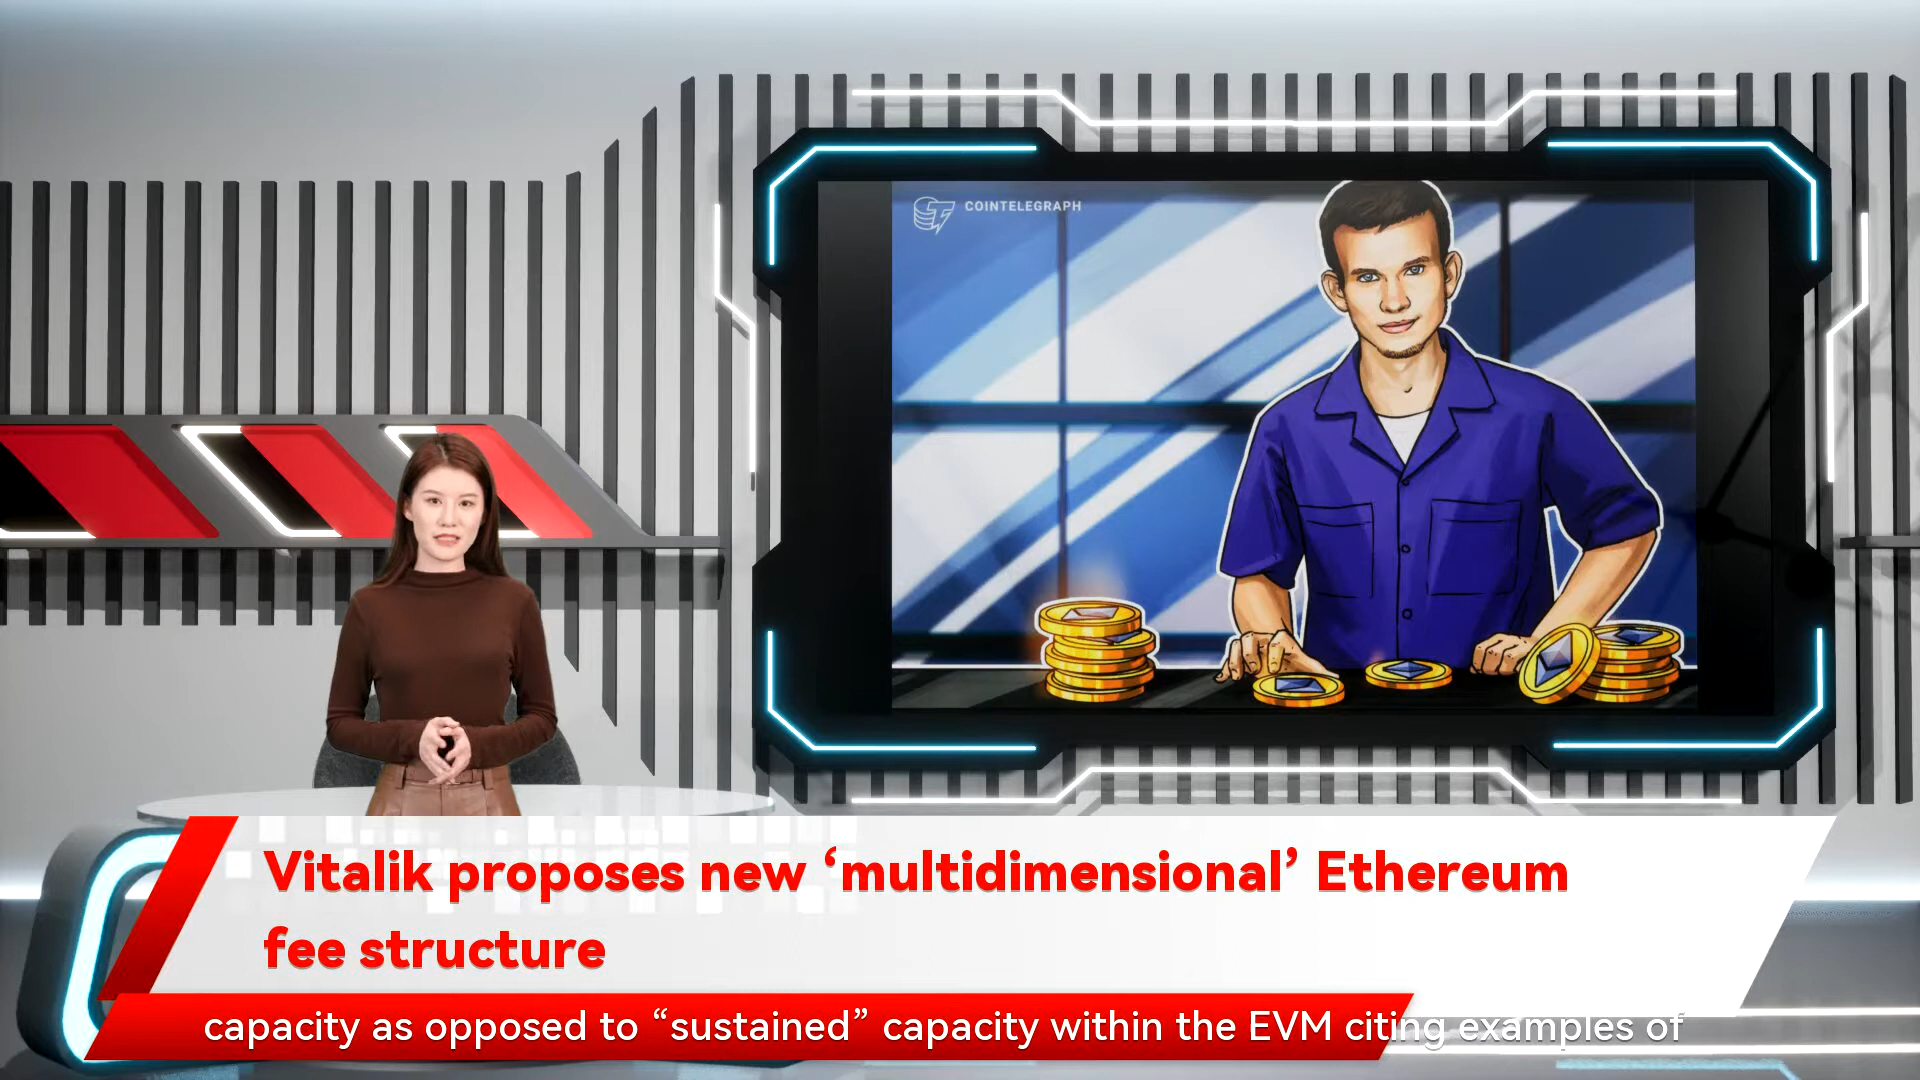 COINTELEGRAPH
Vitalik proposes new ‘multidimensional’ Ethereum
fee structure
capacity as opposed to “sustained” capacity within the EVM citing examples of